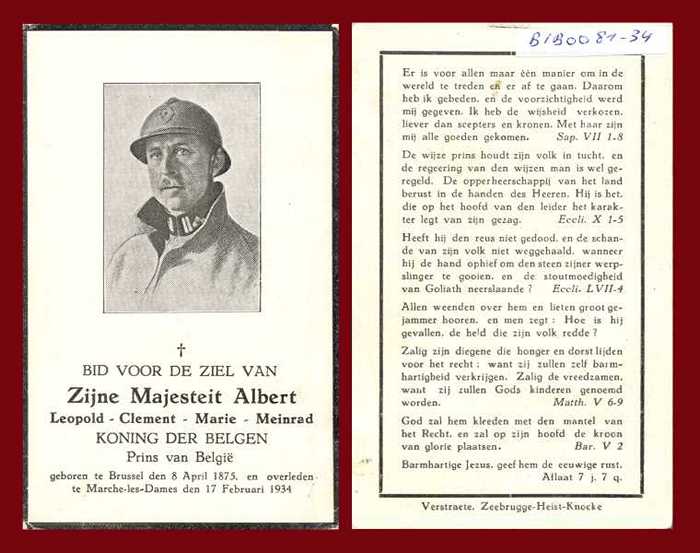 †
BID VOOR DE ZIEL VAN
Zijne Majesteit Albert
Leopold - Clement - Marie - Meinrad
KONING DER BELGEN
Prins van België
geboren te Brussel den 8 April 1875, en overleden
te Marche-les-Dames den 17 Februari 1934
BIBO081-34
Er is voor allen maar één manier om in de
wereld te treden en er af te gaan. Daarom
heb ik gebeden, en de voorzichtigheid werd
mij gegeven. Ik heb de wijsheid verkozen,
liever dan scepters en kronen. Met haar zijn
mij alle goeden gekomen. Sap. VII 1-8
De wijze prins houdt zijn volk in tucht, en
de regeering van den wijzen man is wel ge-
regeld. De opperheerschappij van het land
berust in de handen des Heeren. Hij is het,
die op het hoofd van den leider het karak-
ter legt van zijn gezag. Eccli. X 1-5
Heeft hij den reus niet gedood, en de schan-
de van zijn volk niet weggehaald, wanneer
hij de hand ophief om den steen zijner werp-
slinger te gooien, en de stoutmoedigheid
van Goliath neerslaande ? Eccli. LVII-4
Allen weenden over hem en lieten groot ge-
jammer hooren, en men zegt : Hoe is hij
gevallen, de held die zijn volk redde ?
Zalig zijn diegene die honger en dorst lijden
voor het recht ; want zij zullen zelf barm-
hartigheid verkrijgen. Zalig de vreedzamen,
want zij zullen Gods kinderen genoemd
worden. Matth. V 6-9
God zal hem kleeden met den mantel van
het Recht, en zal op zijn hoofd de kroon
van glorie plaatsen. Bar. V 2
Barmhartige Jezus, geef hem de eeuwige rust.
Aflaat 7 j. 7 q.
Verstraete, Zeebrugge-Heist-Knocke